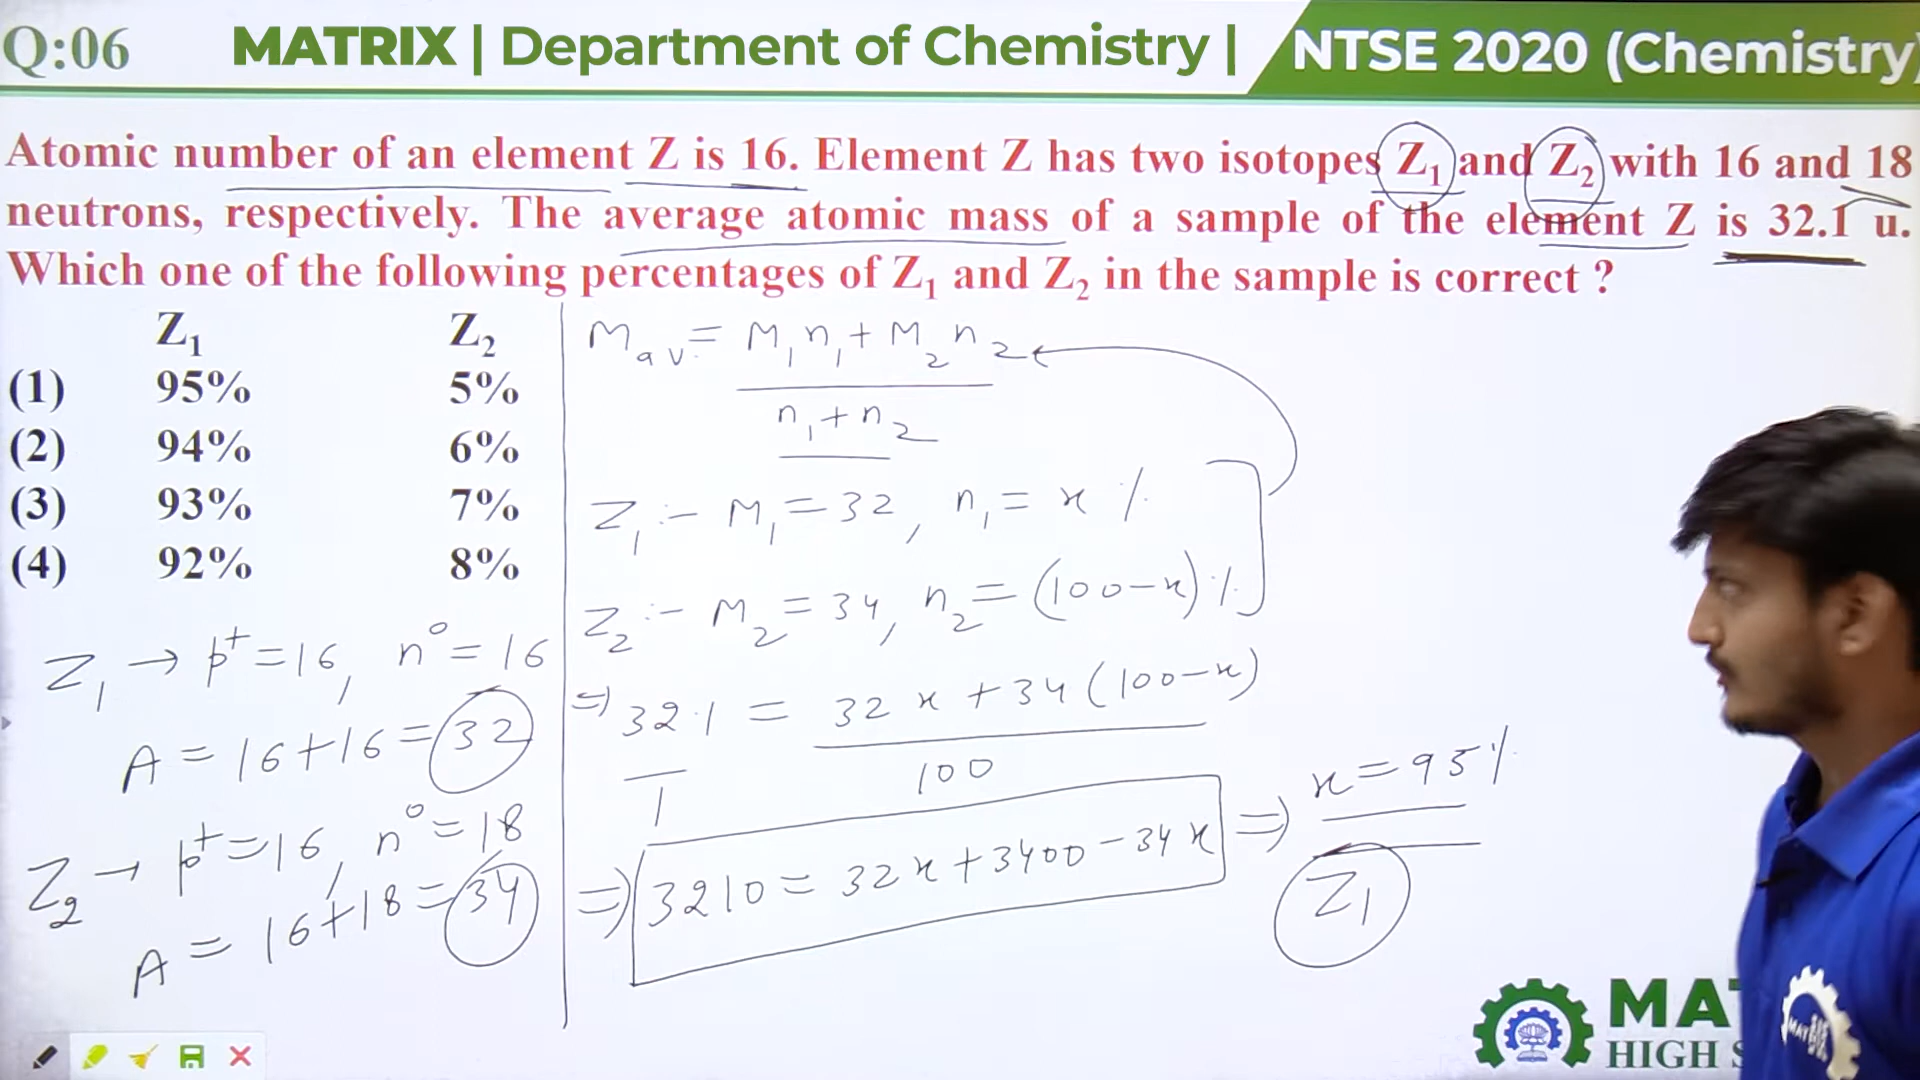 Q:06
MATRIX | Department of Chemistry |
NTSE 2020 (Chemistry)
Atomic number of an element Z is 16. Element Z has two isotopes Z₁ and Z₂ with 16 and 18
neutrons, respectively. The average atomic mass of a sample of the element Z is 32.1 u.
Which one of the following percentages of Z₁ and Z₂ in the sample is correct ?
Z₁ Z₂
(1) 95% 5%
(2) 94% 6%
(3) 93% 7%
(4) 92% 8%
Z₁ → p⁺ = 16, n⁰ = 16
A = 16 + 16 = 32
Z₂ → p⁺ = 16, n⁰ = 18
A = 16 + 18 = 34
Mav. = M₁n₁ + M₂n₂
n₁ + n₂
Z₁ :- M₁ = 32, n₁ = x %
Z₂ :- M₂ = 34, n₂ = (100 - x) %
⇒ 32.1 = 32x + 34(100 - x)
1 100
⇒ 3210 = 32x + 3400 - 34x ⇒ x = 95%
Z₁
HIGH